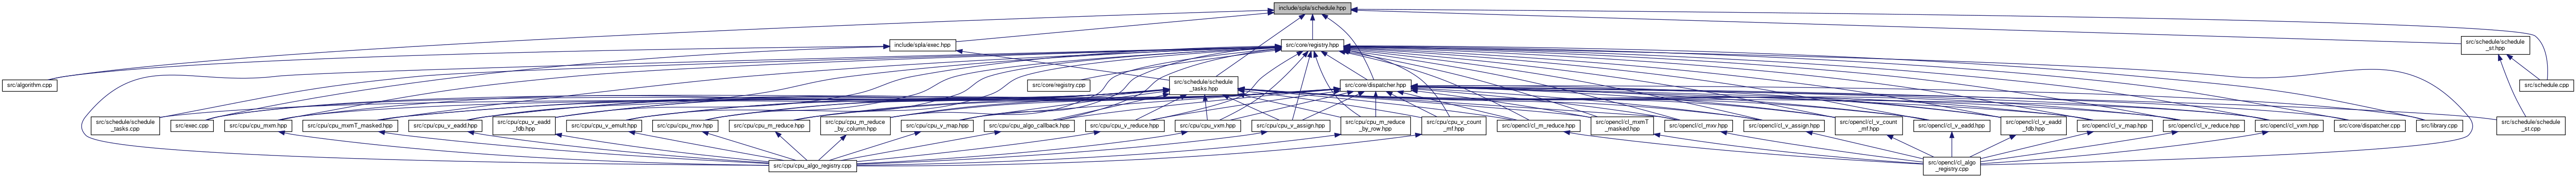 include/spla/schedule.hpp
include/spla/exec.hpp
src/core/registry.hpp
src/schedule/schedule
_st.hpp
src/algorithm.cpp
src/core/registry.cpp
src/schedule/schedule
_tasks.hpp
src/core/dispatcher.hpp
src/schedule.cpp
src/schedule/schedule
_tasks.cpp
src/exec.cpp
src/cpu/cpu_mxm.hpp
src/cpu/cpu_mxmT_masked.hpp
src/cpu/cpu_v_eadd.hpp
src/cpu/cpu_v_eadd
_fdb.hpp
src/cpu/cpu_v_emult.hpp
src/cpu/cpu_mxv.hpp
src/cpu/cpu_m_reduce.hpp
src/cpu/cpu_m_reduce
_by_column.hpp
src/cpu/cpu_v_map.hpp
src/cpu/cpu_algo_callback.hpp
src/cpu/cpu_v_reduce.hpp
src/cpu/cpu_vxm.hpp
src/cpu/cpu_v_assign.hpp
src/cpu/cpu_m_reduce
_by_row.hpp
src/cpu/cpu_v_count
_mf.hpp
src/opencl/cl_m_reduce.hpp
src/opencl/cl_mxmT
_masked.hpp
src/opencl/cl_mxv.hpp
src/opencl/cl_v_assign.hpp
src/opencl/cl_v_count
_mf.hpp
src/opencl/cl_v_eadd.hpp
src/opencl/cl_v_eadd
_fdb.hpp
src/opencl/cl_v_map.hpp
src/opencl/cl_v_reduce.hpp
src/opencl/cl_vxm.hpp
src/core/dispatcher.cpp
src/library.cpp
src/schedule/schedule
_st.cpp
src/cpu/cpu_algo_registry.cpp
src/opencl/cl_algo
_registry.cpp